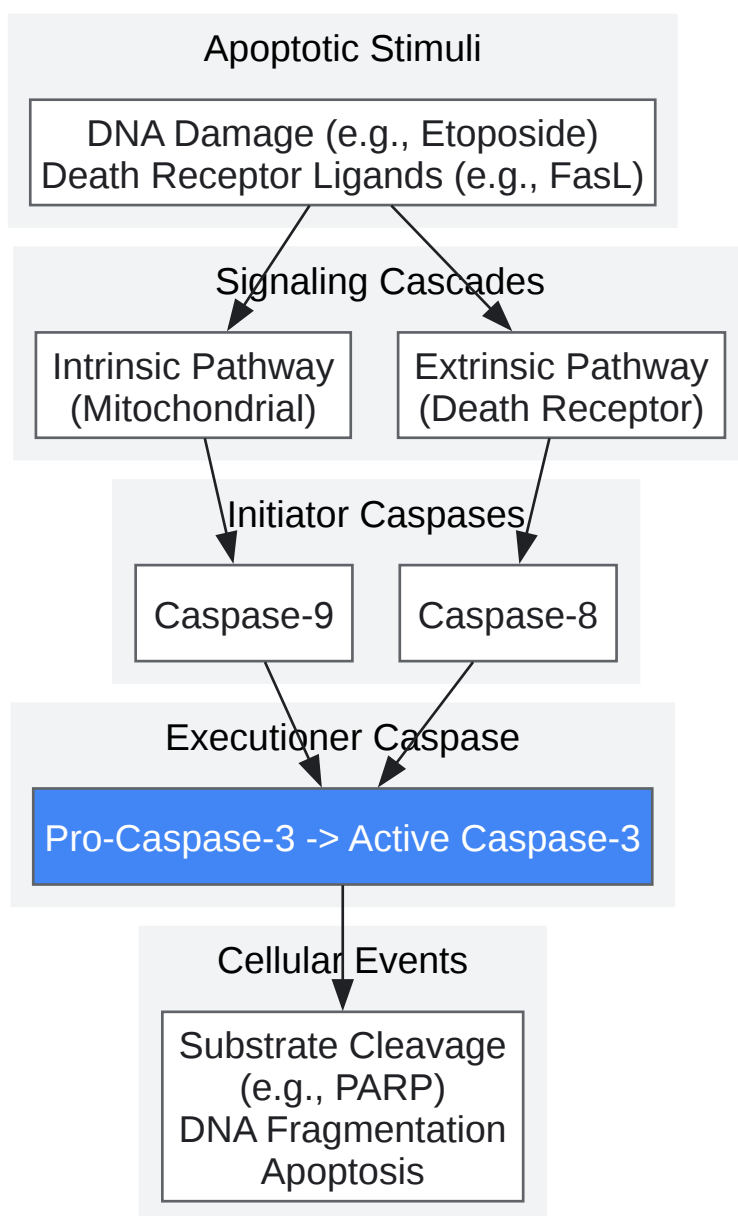 Apoptotic Stimuli
DNA Damage (e.g., Etoposide)
Death Receptor Ligands (e.g., FasL)
Signaling Cascades
Intrinsic Pathway
(Mitochondrial)
Extrinsic Pathway
(Death Receptor)
Initiator Caspases
Caspase-9
Caspase-8
Executioner Caspase
Pro-Caspase-3 -> Active Caspase-3
Cellular Events
Substrate Cleavage
(e.g., PARP)
DNA Fragmentation
Apoptosis